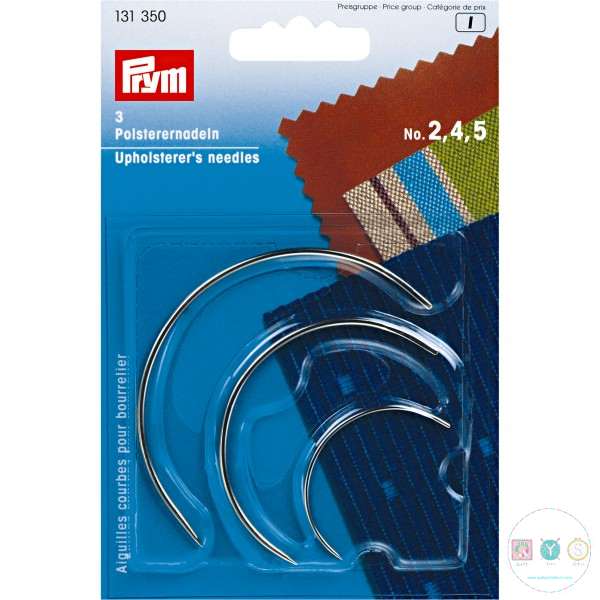 131 350
Preisgruppe · Price group · Catégorie de prix
I
Prym
3
Polsterernadeln
Upholsterer's needles
No. 2,4,5
Aiguilles courbes pour bourrelier
Y
S